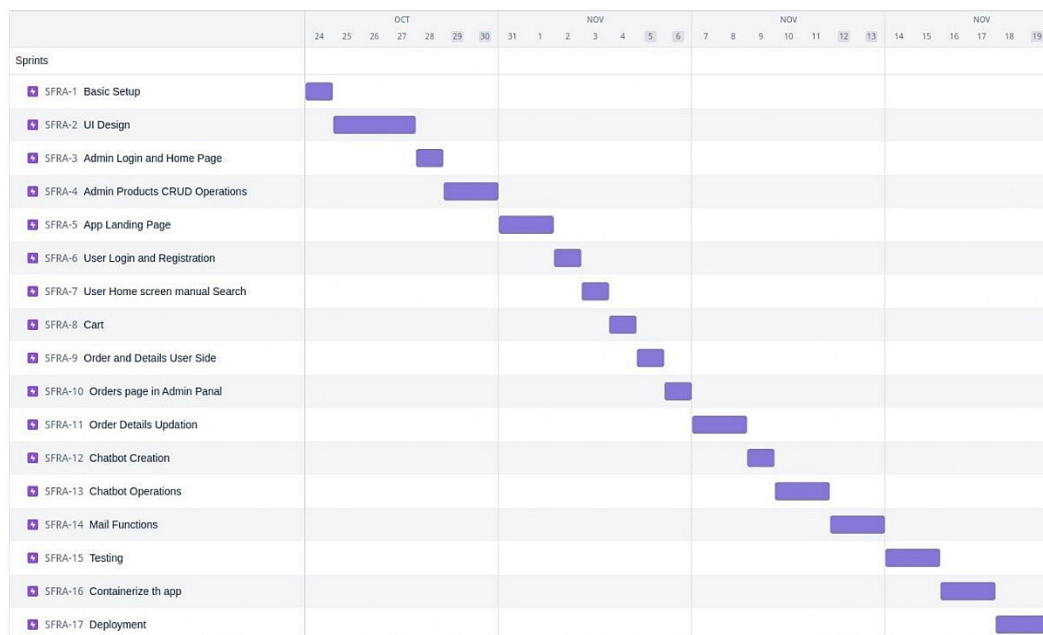 OCT NOV NOV NOV
24 25 26 27 28 29 30 31 1 2 3 4 5 6 7 8 9 10 11 12 13 14 15 16 17 18 19
Sprints
SFRA-1 Basic Setup
SFRA-2 UI Design
SFRA-3 Admin Login and Home Page
SFRA-4 Admin Products CRUD Operations
SFRA-5 App Landing Page
SFRA-6 User Login and Registration
SFRA-7 User Home screen manual Search
SFRA-8 Cart
SFRA-9 Order and Details User Side
SFRA-10 Orders page in Admin Panal
SFRA-11 Order Details Updation
SFRA-12 Chatbot Creation
SFRA-13 Chatbot Operations
SFRA-14 Mail Functions
SFRA-15 Testing
SFRA-16 Containerize th app
SFRA-17 Deployment